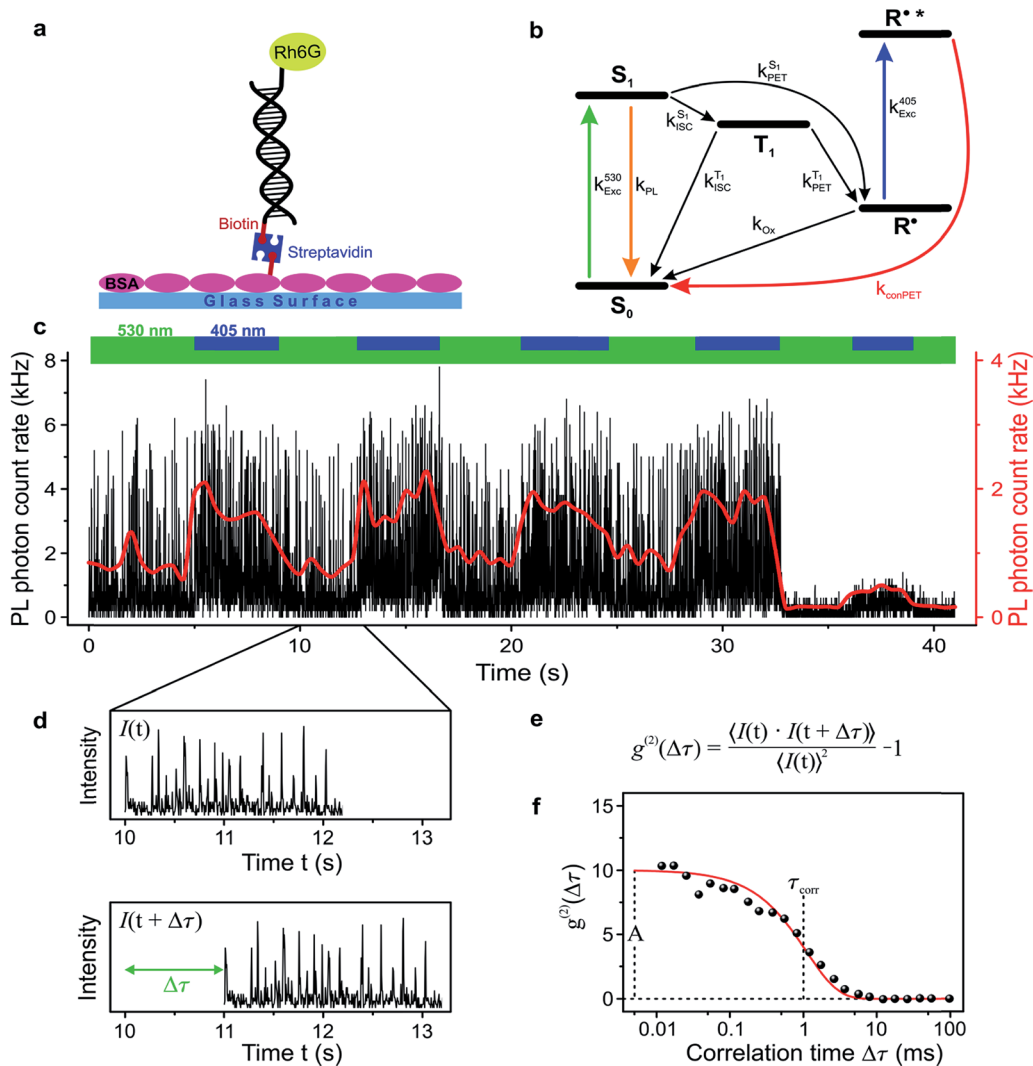 a
Rh6G
Biotin
Streptavidin
BSA
Glass Surface
b
R• *
S₁
k_PET^S₁
k_ISC^S₁
k_Exc^405
T₁
k_Exc^530
k_PL
k_ISC^T₁
k_PET^T₁
R•
k_Ox
k_conPET
S₀
c
530 nm
405 nm
PL photon count rate (kHz)
8
6
4
2
0
4
2
0
PL photon count rate (kHz)
0
10
20
30
40
Time (s)
d
I(t)
Intensity
10
11
12
13
Time t (s)
I(t + Δτ)
Intensity
Δτ
10
11
12
13
Time t (s)
e
g⁽²⁾(Δτ) = ⟨I(t) · I(t + Δτ)⟩ / ⟨I(t)⟩² -1
f
g⁽²⁾(Δτ)
15
10
5
0
A
τ_corr
0.01
0.1
1
10
100
Correlation time Δτ (ms)